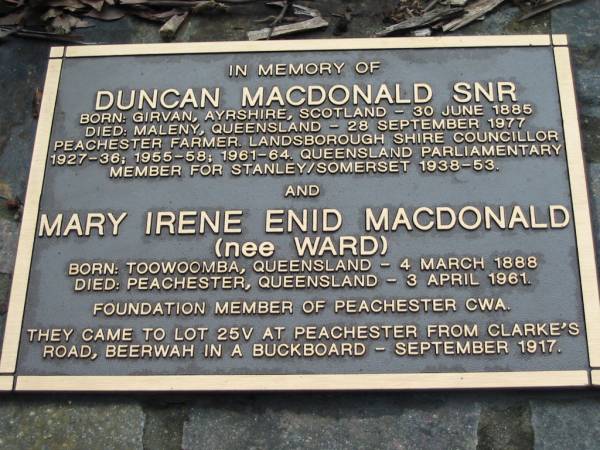 IN MEMORY OF
DUNCAN MACDONALD SNR
BORN: GIRVAN, AYRSHIRE, SCOTLAND - 30 JUNE 1885
DIED: MALENY, QUEENSLAND - 28 SEPTEMBER 1977
PEACHESTER FARMER. LANDSBOROUGH SHIRE COUNCILLOR
1927-36; 1955-58; 1961-64. QUEENSLAND PARLIAMENTARY
MEMBER FOR STANLEY/SOMERSET 1938-53.
AND
MARY IRENE ENID MACDONALD
(nee WARD)
BORN: TOOWOOMBA, QUEENSLAND - 4 MARCH 1888
DIED: PEACHESTER, QUEENSLAND - 3 APRIL 1961.
FOUNDATION MEMBER OF PEACHESTER CWA.
THEY CAME TO LOT 25V AT PEACHESTER FROM CLARKE'S
ROAD, BEERWAH IN A BUCKBOARD - SEPTEMBER 1917.